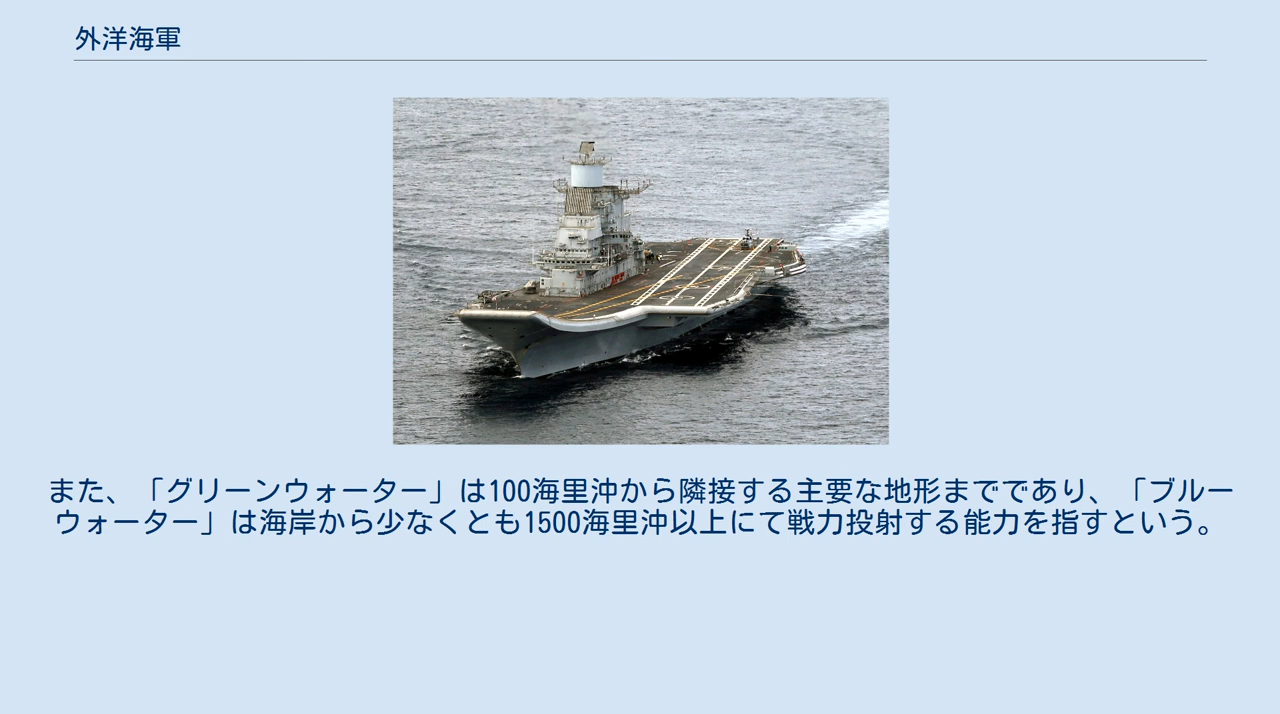 外洋海軍
また、「グリーンウォーター」は100海里沖から隣接する主要な地形までであり、「ブルー
ウォーター」は海岸から少なくとも1500海里沖以上にて戦力投射する能力を指すという。